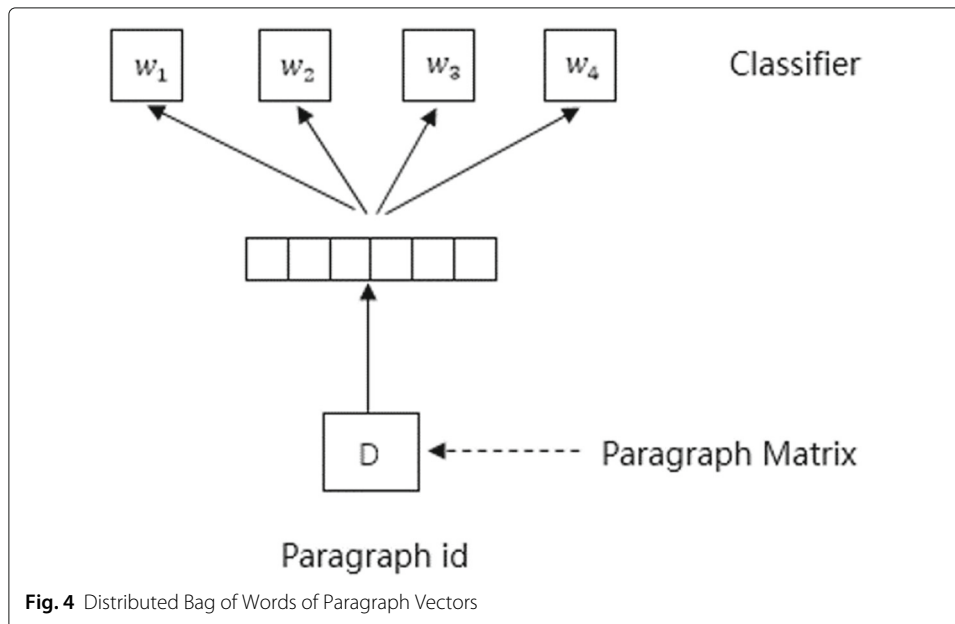 w₁ w₂ w₃ w₄ Classifier
D Paragraph Matrix
Paragraph id
Fig. 4 Distributed Bag of Words of Paragraph Vectors